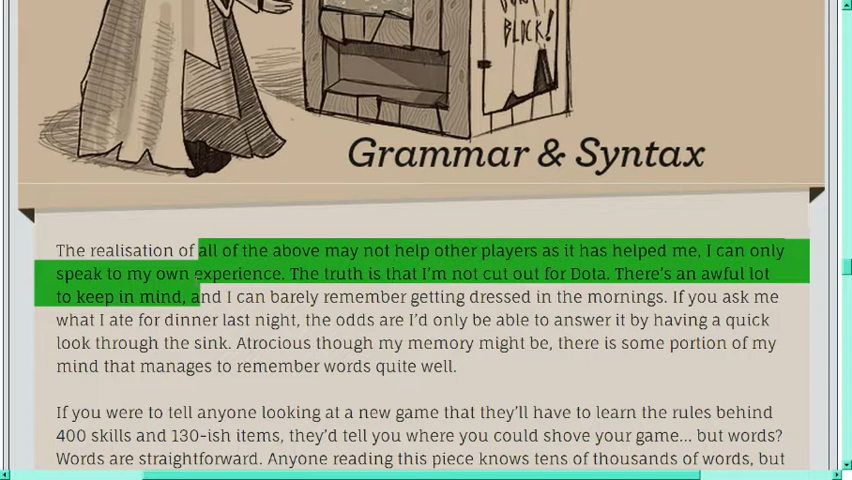 BLOCK!
Grammar & Syntax
The realisation of all of the above may not help other players as it has helped me, I can only
speak to my own experience. The truth is that I'm not cut out for Dota. There's an awful lot
to keep in mind, and I can barely remember getting dressed in the mornings. If you ask me
what I ate for dinner last night, the odds are I'd only be able to answer it by having a quick
look through the sink. Atrocious though my memory might be, there is some portion of my
mind that manages to remember words quite well.
If you were to tell anyone looking at a new game that they'll have to learn the rules behind
400 skills and 130-ish items, they'd tell you where you could shove your game... but words?
Words are straightforward. Anyone reading this piece knows tens of thousands of words, but